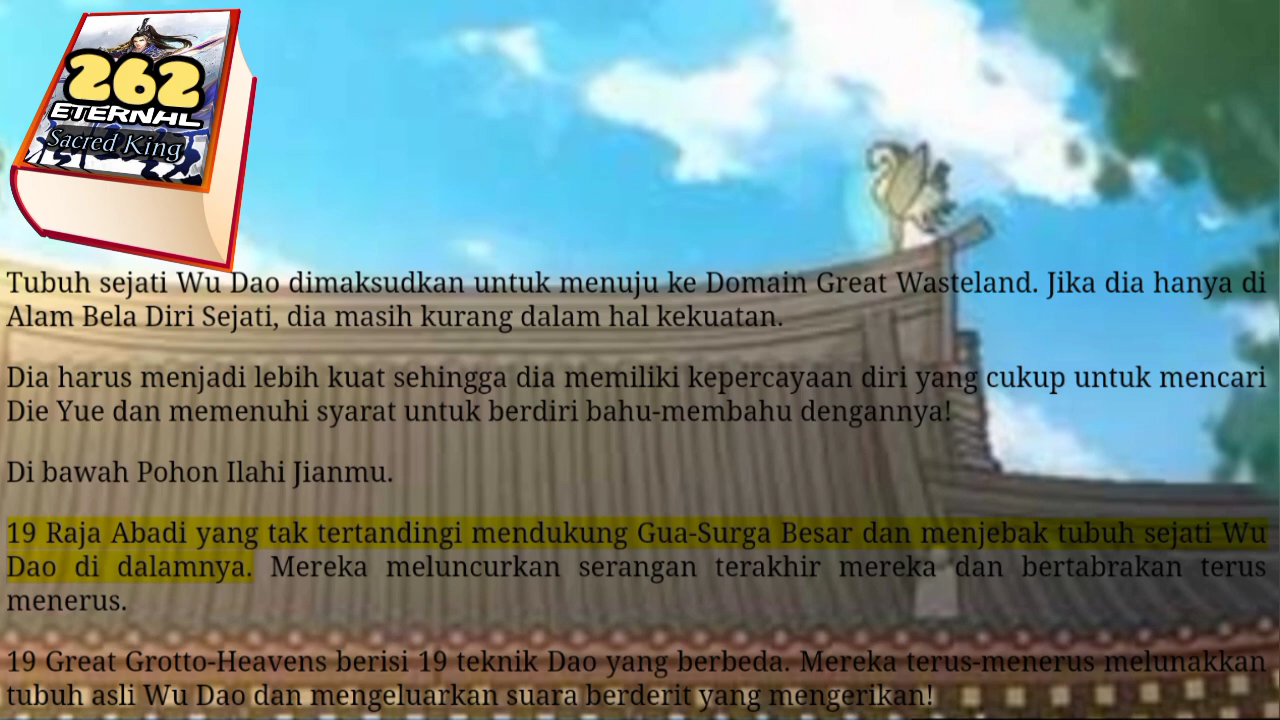 262
ETERNAL
Sacred King
Tubuh sejati Wu Dao dimaksudkan untuk menuju ke Domain Great Wasteland. Jika dia hanya di
Alam Bela Diri Sejati, dia masih kurang dalam hal kekuatan.
Dia harus menjadi lebih kuat sehingga dia memiliki kepercayaan diri yang cukup untuk mencari
Die Yue dan memenuhi syarat untuk berdiri bahu-membahu dengannya!
Di bawah Pohon Ilahi Jianmu.
19 Raja Abadi yang tak tertandingi mendukung Gua-Surga Besar dan menjebak tubuh sejati Wu
Dao di dalamnya. Mereka meluncurkan serangan terakhir mereka dan bertabrakan terus
menerus.
19 Great Grotto-Heavens berisi 19 teknik Dao yang berbeda. Mereka terus-menerus melunakkan
tubuh asli Wu Dao dan mengeluarkan suara berderit yang mengerikan!